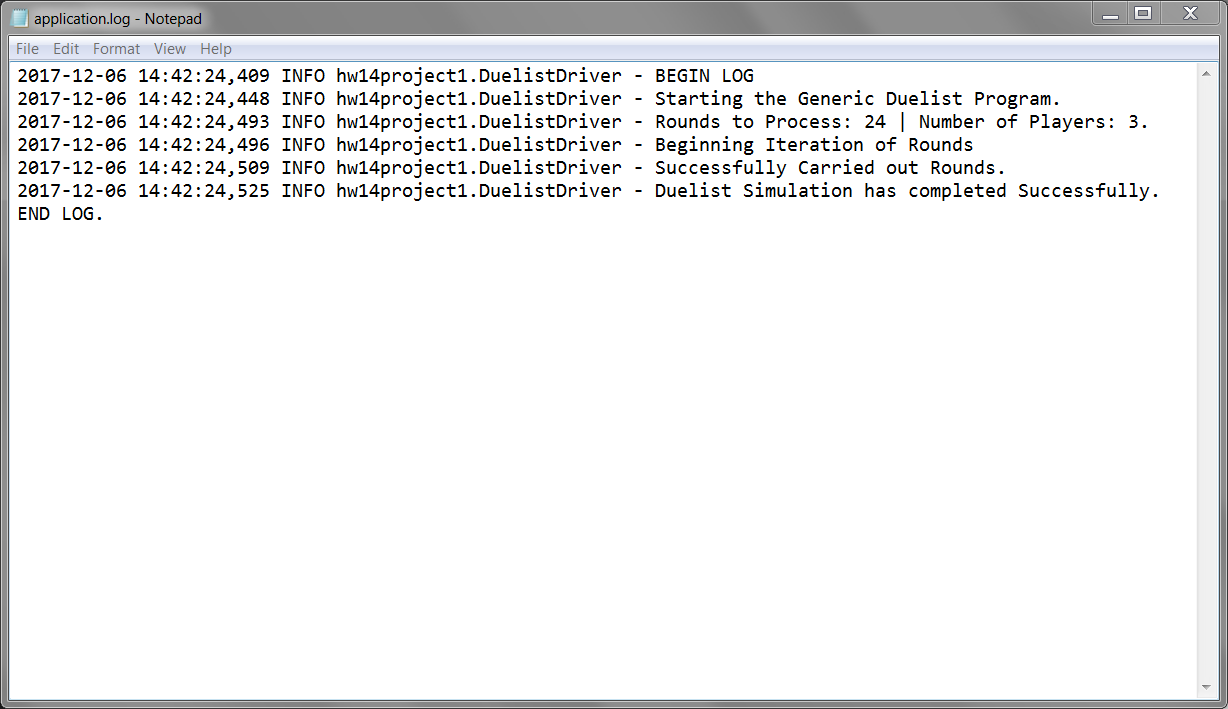 application.log - Notepad
File Edit Format View Help
2017-12-06 14:42:24,409 INFO hw14project1.DuelistDriver - BEGIN LOG
2017-12-06 14:42:24,448 INFO hw14project1.DuelistDriver - Starting the Generic Duelist Program.
2017-12-06 14:42:24,493 INFO hw14project1.DuelistDriver - Rounds to Process: 24 | Number of Players: 3.
2017-12-06 14:42:24,496 INFO hw14project1.DuelistDriver - Beginning Iteration of Rounds
2017-12-06 14:42:24,509 INFO hw14project1.DuelistDriver - Successfully Carried out Rounds.
2017-12-06 14:42:24,525 INFO hw14project1.DuelistDriver - Duelist Simulation has completed Successfully.
END LOG.